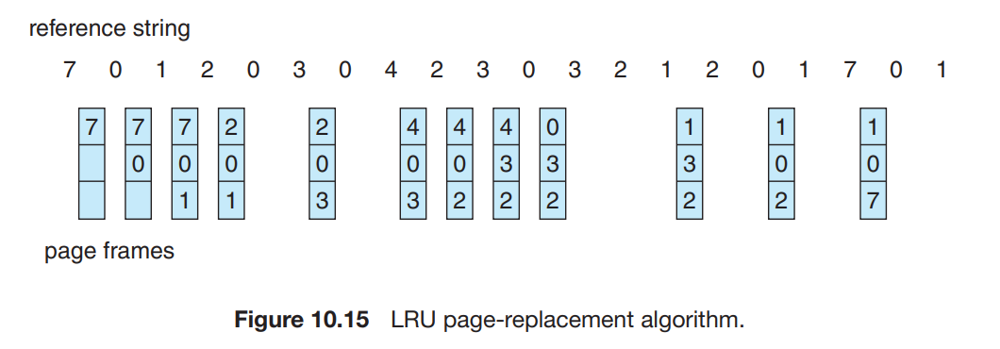 reference string
7 0 1 2 0 3 0 4 2 3 0 3 2 1 2 0 1 7 0 1
7 7 7 2 2 4 4 4 0 1 1 1
0 0 0 0 0 0 3 3 3 0 0
1 1 3 3 2 2 2 2 2 7
page frames
Figure 10.15 LRU page-replacement algorithm.